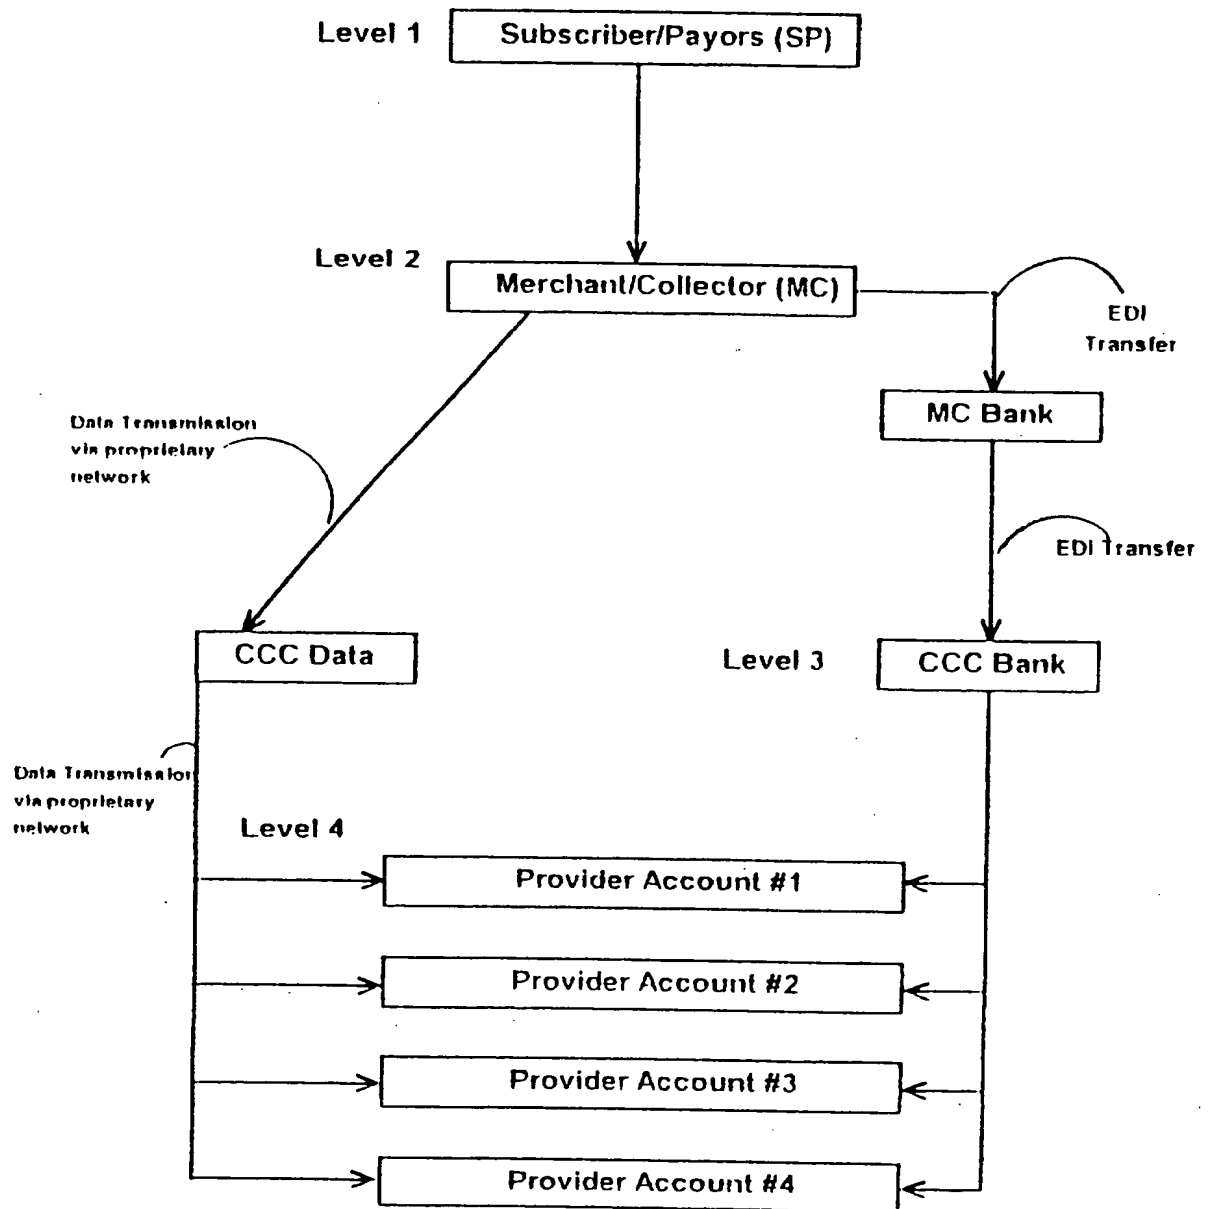 Level 1
Subscriber/Payors (SP)
Level 2
Merchant/Collector (MC)
EDI
Transfer
MC Bank
Data Transmission
via proprietary
network
EDI Transfer
CCC Data
Level 3
CCC Bank
Data Transmission
via proprietary
network
Level 4
Provider Account #1
Provider Account #2
Provider Account #3
Provider Account #4